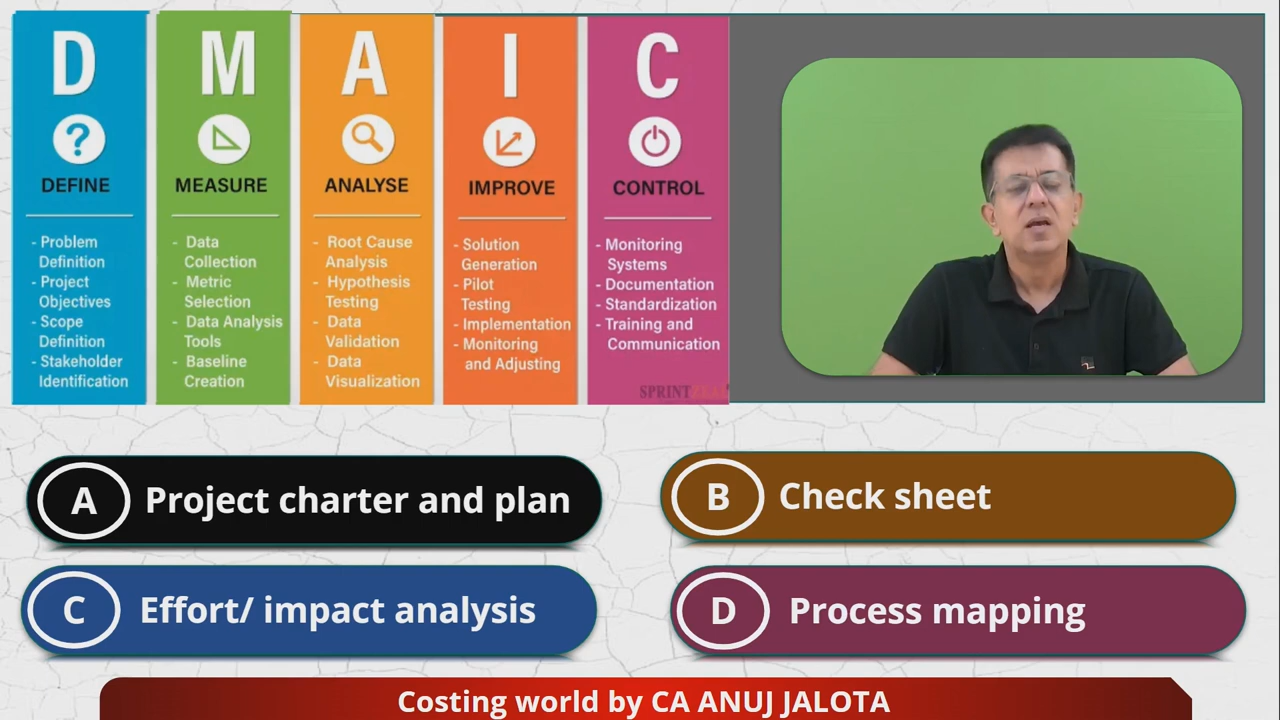 D
DEFINE
- Problem
Definition
- Project
Objectives
- Scope
Definition
- Stakeholder
Identification
M
MEASURE
- Data
Collection
- Metric
Selection
- Data Analysis
Tools
- Baseline
Creation
A
ANALYSE
- Root Cause
Analysis
- Hypothesis
Testing
- Data
Validation
- Data
Visualization
I
IMPROVE
- Solution
Generation
- Pilot
Testing
- Implementation
- Monitoring
and Adjusting
C
CONTROL
- Monitoring
Systems
- Documentation
- Standardization
- Training and
Communication
SPRINTZEAL
A Project charter and plan
B Check sheet
C Effort/ impact analysis
D Process mapping
Costing world by CA ANUJ JALOTA